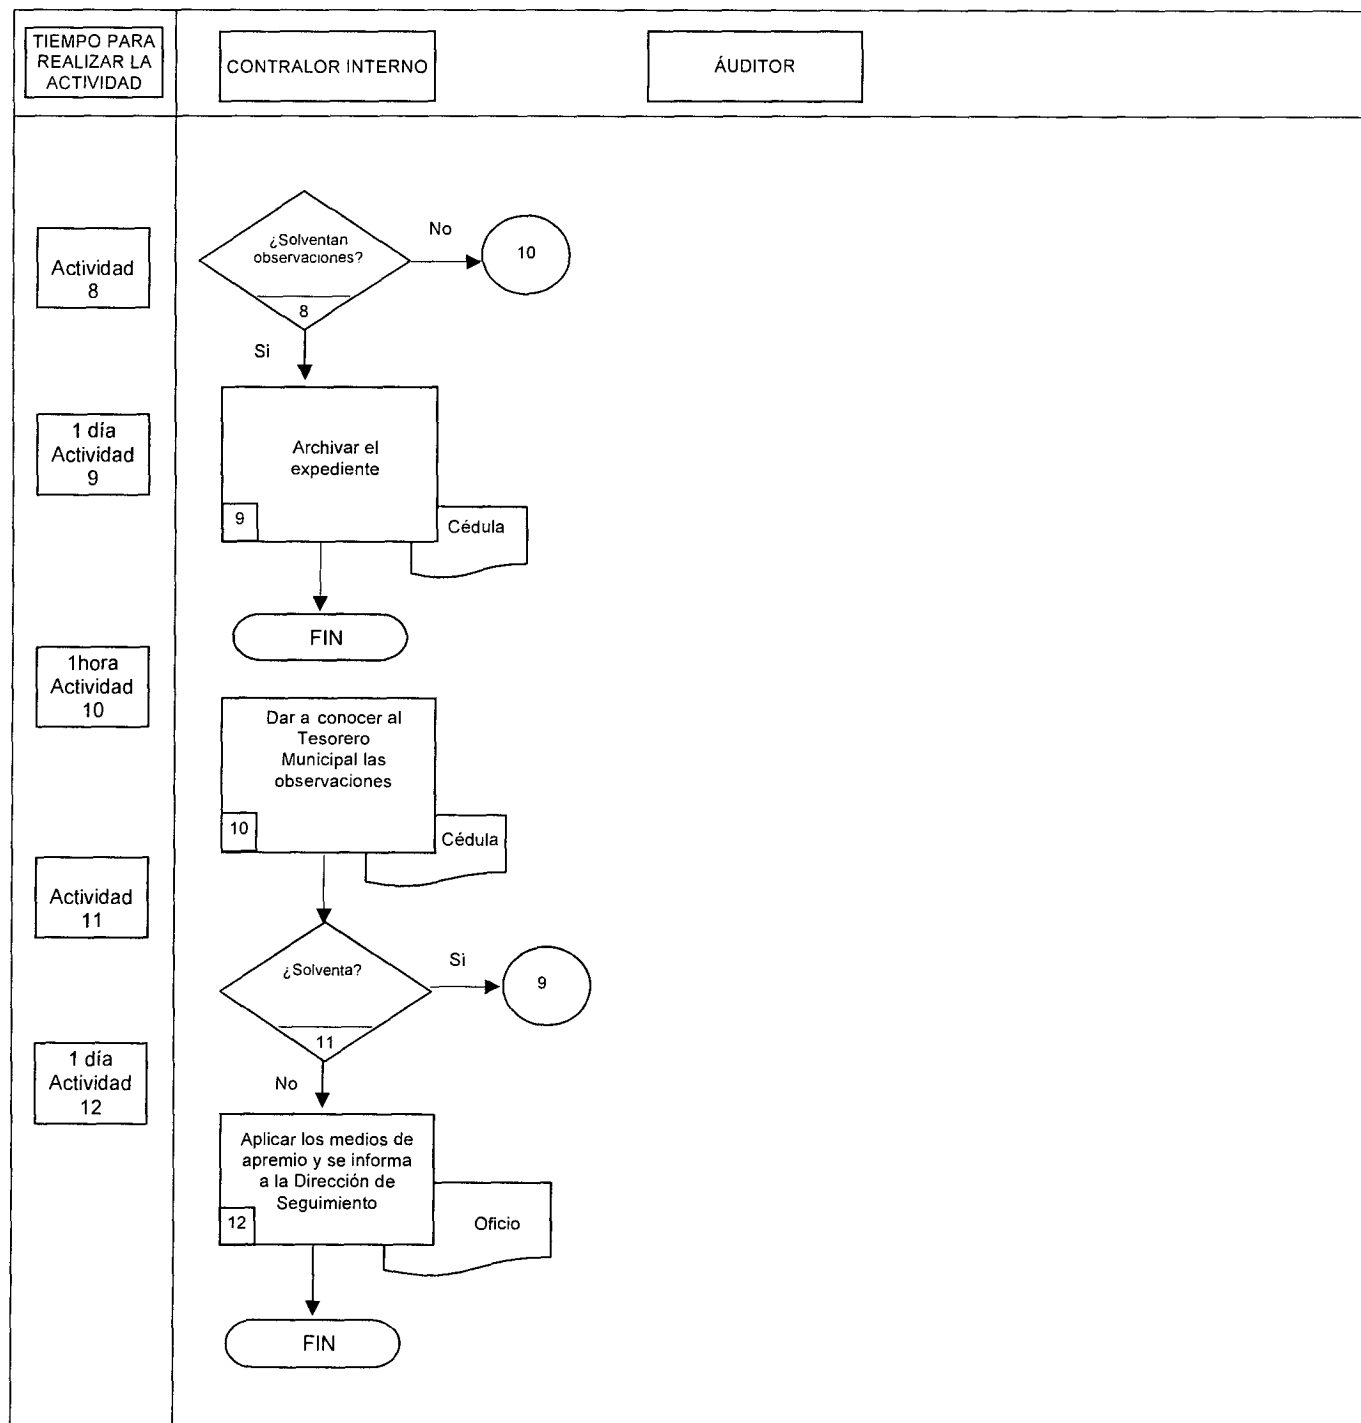 TIEMPO PARA
REALIZAR LA
ACTIVIDAD
CONTRALOR INTERNO
ÁUDITOR
Actividad
8
¿Solventan
observaciones?
8
No
10
Si
1 día
Actividad
9
Archivar el
expediente
9
Cédula
FIN
1hora
Actividad
10
Dar a conocer al
Tesorero
Municipal las
observaciones
10
Cédula
Actividad
11
¿Solventa?
11
Si
9
No
1 día
Actividad
12
Aplicar los medios de
apremio y se informa
a la Dirección de
Seguimiento
12
Oficio
FIN